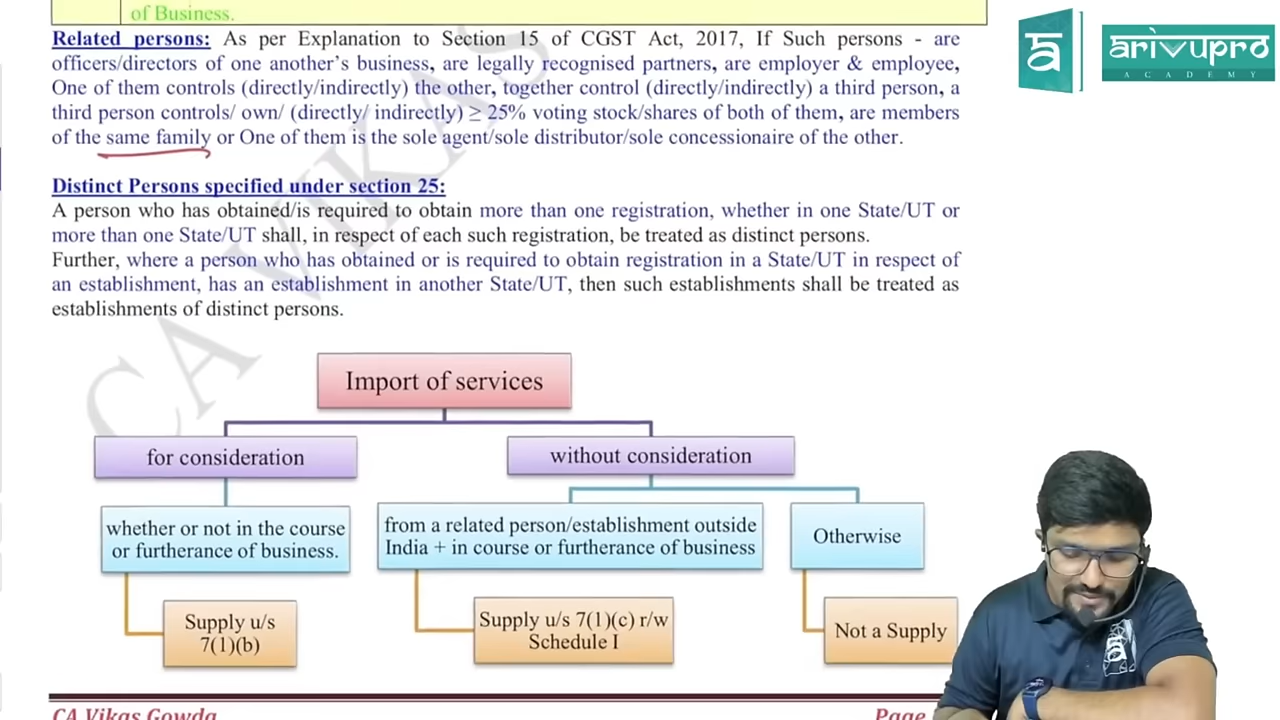 of Business.
Related persons: As per Explanation to Section 15 of CGST Act, 2017, If Such persons - are
officers/directors of one another's business, are legally recognised partners, are employer & employee,
One of them controls (directly/indirectly) the other, together control (directly/indirectly) a third person, a
third person controls/ own/ (directly/ indirectly) ≥ 25% voting stock/shares of both of them, are members
of the same family or One of them is the sole agent/sole distributor/sole concessionaire of the other.
Distinct Persons specified under section 25:
A person who has obtained/is required to obtain more than one registration, whether in one State/UT or
more than one State/UT shall, in respect of each such registration, be treated as distinct persons.
Further, where a person who has obtained or is required to obtain registration in a State/UT in respect of
an establishment, has an establishment in another State/UT, then such establishments shall be treated as
establishments of distinct persons.
Import of services
for consideration
without consideration
whether or not in the course
or furtherance of business.
from a related person/establishment outside
India + in course or furtherance of business
Otherwise
Supply u/s
7(1)(b)
Supply u/s 7(1)(c) r/w
Schedule I
Not a Supply
CA Vikas Gowda
Page
CA VIKAS
arivupro
ACADEMY